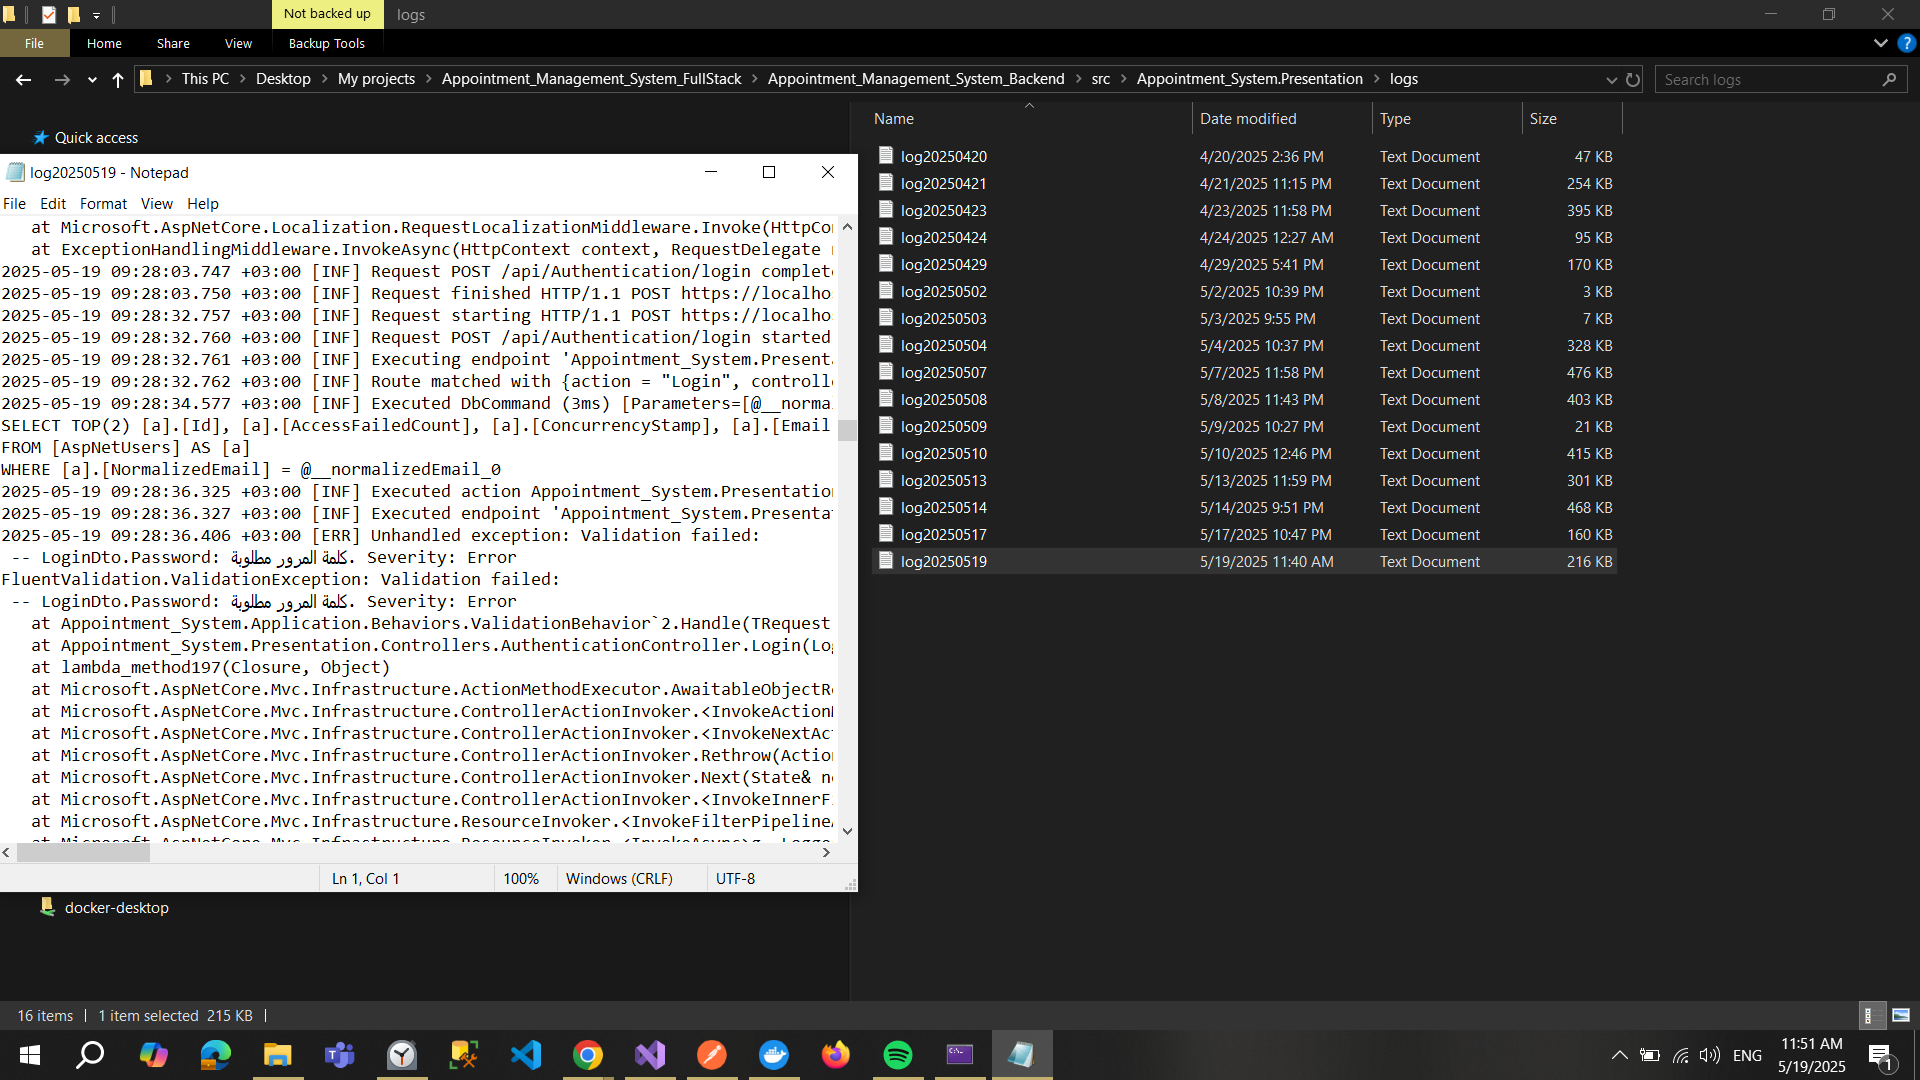 Not backed up
logs
File
Home
Share
View
Backup Tools
This PC
Desktop
My projects
Appointment_Management_System_FullStack
Appointment_Management_System_Backend
src
Appointment_System.Presentation
logs
Search logs
Quick access
Name
Date modified
Type
Size
log20250420 4/20/2025 2:36 PM Text Document 47 KB
log20250421 4/21/2025 11:15 PM Text Document 254 KB
log20250423 4/23/2025 11:58 PM Text Document 395 KB
log20250424 4/24/2025 12:27 AM Text Document 95 KB
log20250429 4/29/2025 5:41 PM Text Document 170 KB
log20250502 5/2/2025 10:39 PM Text Document 3 KB
log20250503 5/3/2025 9:55 PM Text Document 7 KB
log20250504 5/4/2025 10:37 PM Text Document 328 KB
log20250507 5/7/2025 11:58 PM Text Document 476 KB
log20250508 5/8/2025 11:43 PM Text Document 403 KB
log20250509 5/9/2025 10:27 PM Text Document 21 KB
log20250510 5/10/2025 12:46 PM Text Document 415 KB
log20250513 5/13/2025 11:59 PM Text Document 301 KB
log20250514 5/14/2025 9:51 PM Text Document 468 KB
log20250517 5/17/2025 10:47 PM Text Document 160 KB
log20250519 5/19/2025 11:40 AM Text Document 216 KB
log20250519 - Notepad
File Edit Format View Help
at Microsoft.AspNetCore.Localization.RequestLocalizationMiddleware.Invoke(HttpCo
at ExceptionHandlingMiddleware.InvokeAsync(HttpContext context, RequestDelegate
2025-05-19 09:28:03.747 +03:00 [INF] Request POST /api/Authentication/login complet
2025-05-19 09:28:03.750 +03:00 [INF] Request finished HTTP/1.1 POST https://localho
2025-05-19 09:28:32.757 +03:00 [INF] Request starting HTTP/1.1 POST https://localho
2025-05-19 09:28:32.760 +03:00 [INF] Request POST /api/Authentication/login started
2025-05-19 09:28:32.761 +03:00 [INF] Executing endpoint 'Appointment_System.Present
2025-05-19 09:28:32.762 +03:00 [INF] Route matched with {action = "Login", controll
2025-05-19 09:28:34.577 +03:00 [INF] Executed DbCommand (3ms) [Parameters=[@__norma
SELECT TOP(2) [a].[Id], [a].[AccessFailedCount], [a].[ConcurrencyStamp], [a].[Email
FROM [AspNetUsers] AS [a]
WHERE [a].[NormalizedEmail] = @__normalizedEmail_0
2025-05-19 09:28:36.325 +03:00 [INF] Executed action Appointment_System.Presentation
2025-05-19 09:28:36.327 +03:00 [INF] Executed endpoint 'Appointment_System.Presenta
2025-05-19 09:28:36.406 +03:00 [ERR] Unhandled exception: Validation failed:
-- LoginDto.Password: كلمة المرور مطلوبة. Severity: Error
FluentValidation.ValidationException: Validation failed:
-- LoginDto.Password: كلمة المرور مطلوبة. Severity: Error
at Appointment_System.Application.Behaviors.ValidationBehavior`2.Handle(TRequest
at Appointment_System.Presentation.Controllers.AuthenticationController.Login(Lo
at lambda_method197(Closure, Object)
at Microsoft.AspNetCore.Mvc.Infrastructure.ActionMethodExecutor.AwaitableObjectR
at Microsoft.AspNetCore.Mvc.Infrastructure.ControllerActionInvoker.<InvokeAction
at Microsoft.AspNetCore.Mvc.Infrastructure.ControllerActionInvoker.<InvokeNextAc
at Microsoft.AspNetCore.Mvc.Infrastructure.ControllerActionInvoker.Rethrow(Actio
at Microsoft.AspNetCore.Mvc.Infrastructure.ControllerActionInvoker.Next(State& n
at Microsoft.AspNetCore.Mvc.Infrastructure.ControllerActionInvoker.<InvokeInnerF
at Microsoft.AspNetCore.Mvc.Infrastructure.ResourceInvoker.<InvokeFilterPipeline
Ln 1, Col 1
100%
Windows (CRLF)
UTF-8
docker-desktop
16 items
1 item selected 215 KB
ENG
11:51 AM
5/19/2025
1